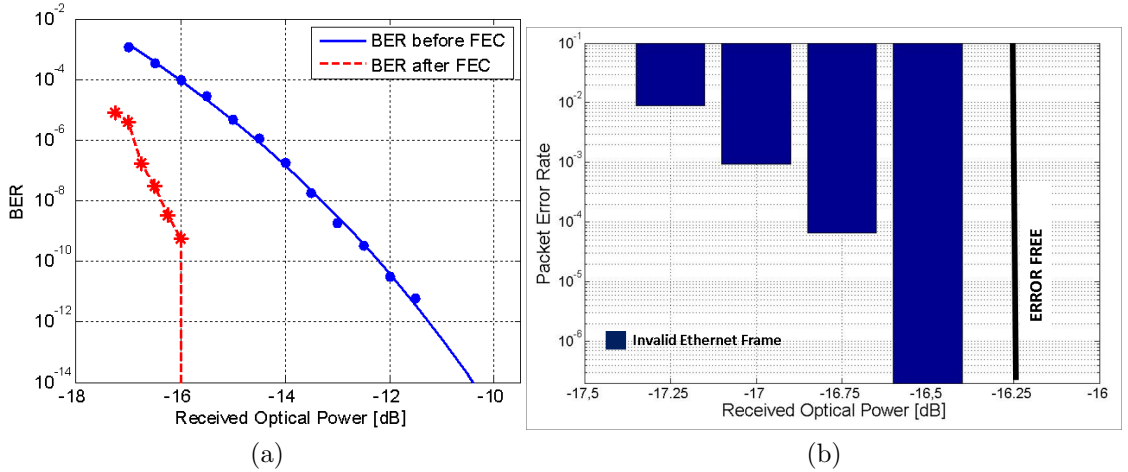 10^-2
10^-4
10^-6
10^-8
10^-10
10^-12
10^-14
BER
BER before FEC
BER after FEC
-18 -16 -14 -12 -10
Received Optical Power [dB]
(a)
10^-1
10^-2
10^-3
10^-4
10^-5
10^-6
Packet Error Rate
Invalid Ethernet Frame
ERROR FREE
-17,5 -17.25 -17 -16.75 -16,5 -16.25 -16
Received Optical Power [dB]
(b)